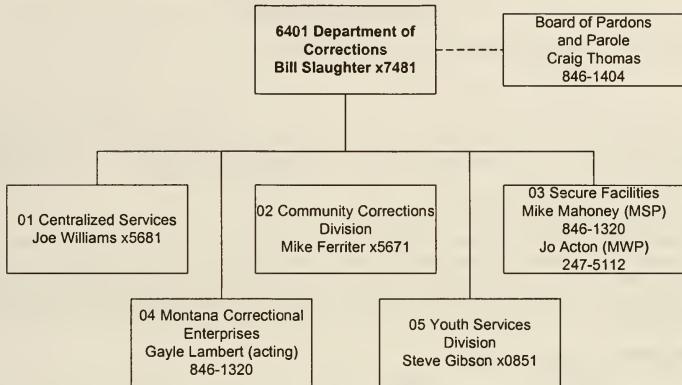 6401 Department of
Corrections
Bill Slaughter x7481
Board of Pardons
and Parole
Craig Thomas
846-1404
01 Centralized Services
Joe Williams x5681
02 Community Corrections
Division
Mike Ferriter x5671
03 Secure Facilities
Mike Mahoney (MSP)
846-1320
Jo Acton (MWP)
247-5112
04 Montana Correctional
Enterprises
Gayle Lambert (acting)
846-1320
05 Youth Services
Division
Steve Gibson x0851